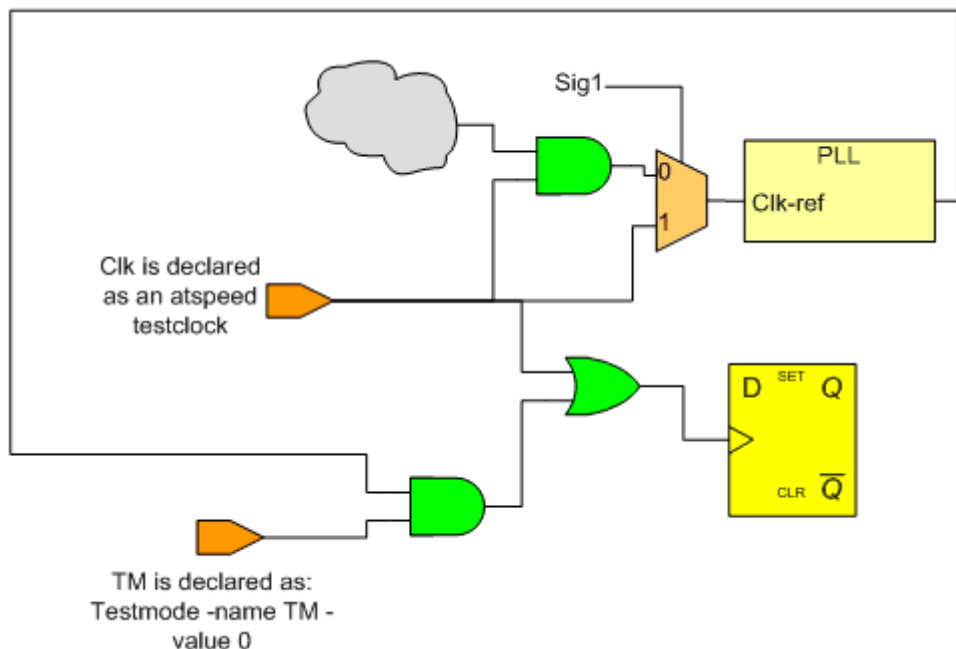 Sig1
PLL
0
Clk-ref
1
Clk is declared
as an atspeed
testclock
D SET Q
CLR Q
TM is declared as:
Testmode -name TM -
value 0